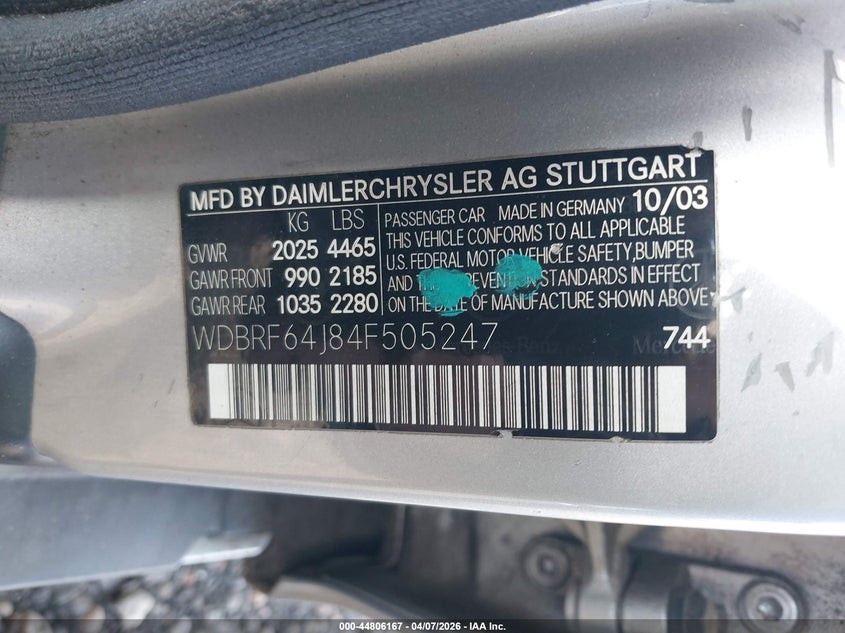 MFD BY DAIMLERCHRYSLER AG STUTTGART
KG LBS
GVWR 2025 4465
GAWR FRONT 990 2185
GAWR REAR 1035 2280
PASSENGER CAR MADE IN GERMANY 10/03
THIS VEHICLE CONFORMS TO ALL APPLICABLE
U.S. FEDERAL MOTOR VEHICLE SAFETY,BUMPER
AND STANDARDS IN EFFECT
ON THE DATE OF MANUFACTURE SHOWN ABOVE
WDBRF64J84F505247 744
000-44806167 - 04/07/2026 - IAA Inc.